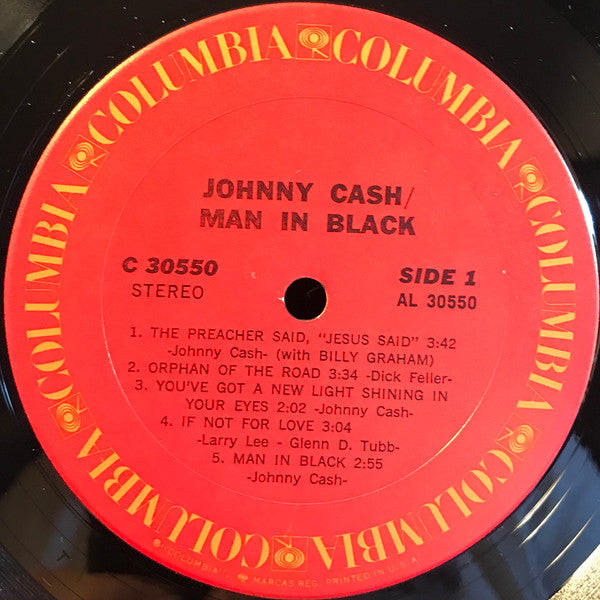 COLUMBIA COLUMBIA COLUMBIA COLUMBIA COLUMBIA COLUMBIA
JOHNNY CASH/
MAN IN BLACK
C 30550
SIDE 1
STEREO
AL 30550
1. THE PREACHER SAID, "JESUS SAID" 3:42
-Johnny Cash- (with BILLY GRAHAM)
2. ORPHAN OF THE ROAD 3:34 -Dick Feller-
3. YOU'VE GOT A NEW LIGHT SHINING IN
YOUR EYES 2:02 -Johnny Cash-
4. IF NOT FOR LOVE 3:04
-Larry Lee - Glenn D. Tubb-
5. MAN IN BLACK 2:55
-Johnny Cash-
"COLUMBIA", MARCAS REG. PRINTED IN U.S.A.